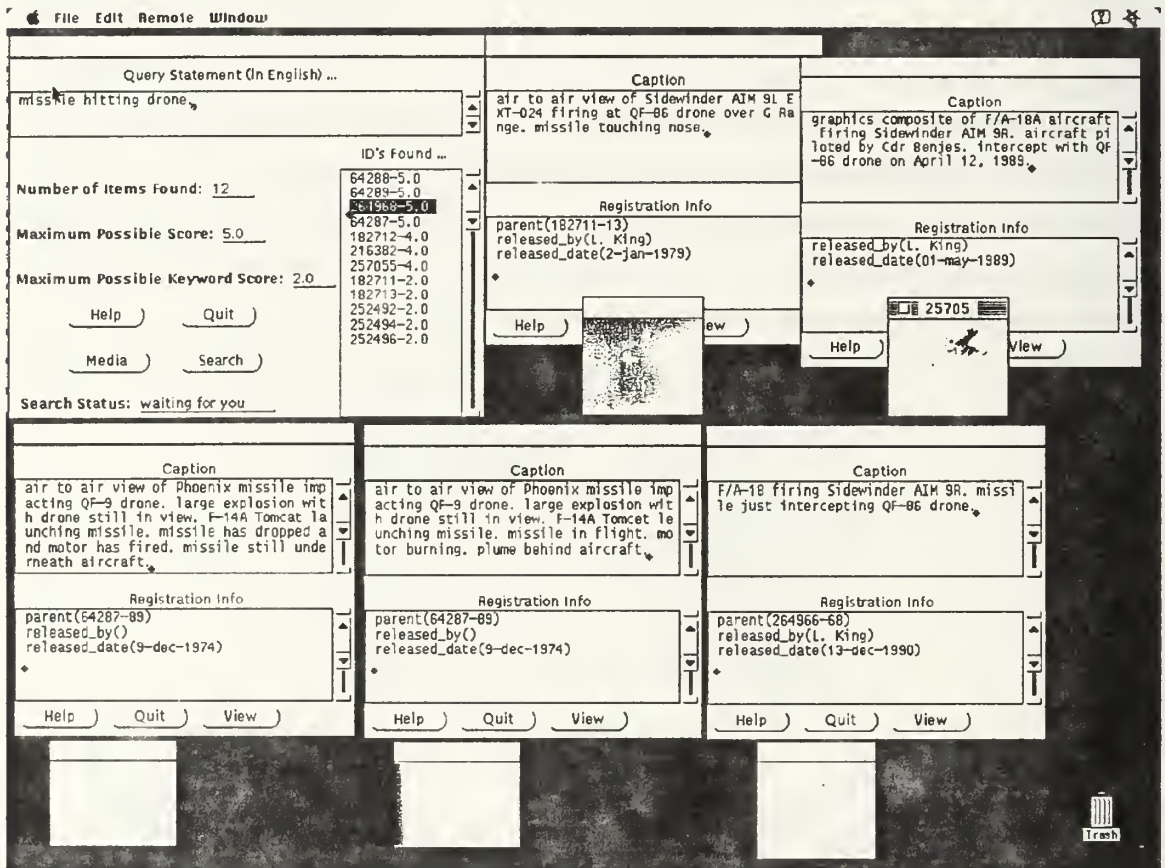 File Edit Remote Window
Query Statement (In English) ...
missile hitting drone.
ID's Found ...
Number of Items Found: 12
Maximum Possible Score: 5.0
Maximum Possible Keyword Score: 2.0
64288-5.0
64289-5.0
264968-5.0
64287-5.0
182712-4.0
216382-4.0
257055-4.0
182711-2.0
182713-2.0
252492-2.0
252494-2.0
252496-2.0
Help Quit
Media Search
Search Status: waiting for you
Caption
air to air view of Sidewinder AIM 9L E
XT-024 firing at QF-86 drone over G Ra
nge. missile touching nose.
Registration Info
parent(182711-13)
released_by(L. King)
released_date(2-jan-1979)
Help ew
Caption
graphics composite of F/A-18A aircraft
firing Sidewinder AIM 9R. aircraft pi
loted by Cdr Benjes. intercept with QF
-86 drone on April 12, 1989.
Registration Info
released_by(L. King)
released_date(01-may-1989)
25705
Help View
Caption
air to air view of Phoenix missile imp
acting QF-9 drone. large explosion wit
h drone still in view. F-14A Tomcat la
unching missile. missile has dropped a
nd motor has fired. missile still unde
rneath aircraft.
Registration Info
parent(64287-89)
released_by()
released_date(9-dec-1974)
Help Quit View
Caption
air to air view of Phoenix missile imp
acting QF-9 drone. large explosion wit
h drone still in view. F-14A Tomcet le
unching missile. missile in flight. mo
tor burning. plume behind aircraft.
Registration Info
parent(64287-89)
released_by()
released_date(9-dec-1974)
Help Quit View
Caption
F/A-18 firing Sidewinder AIM 9R. missi
le just intercepting QF-86 drone.
Registration Info
parent(264966-68)
released_by(L. King)
released_date(13-dec-1990)
Help Quit View
Trash